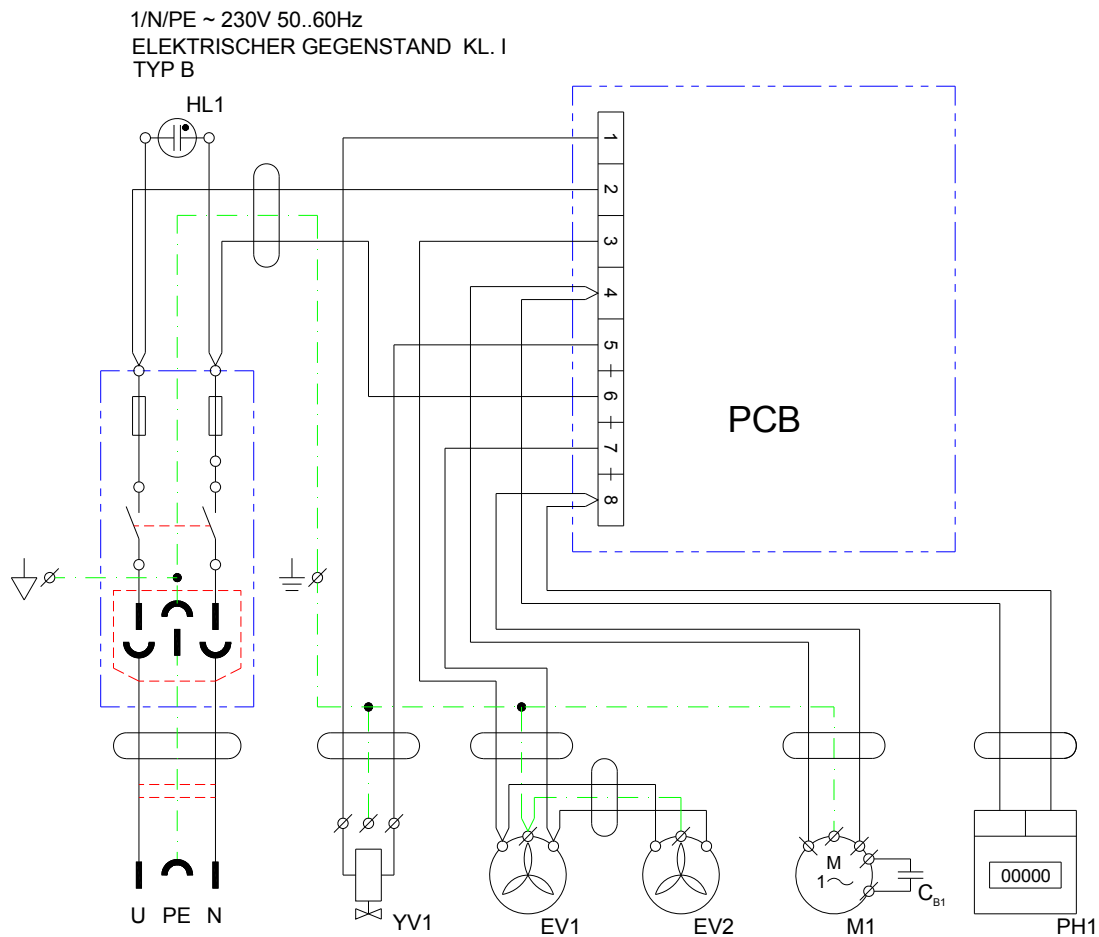 1/N/PE ~ 230V 50..60Hz
ELEKTRISCHER GEGENSTAND KL. I
TYP B
HL1
1
2
3
4
5
6
7
8
PCB
M
1~
00000
C B1
U PE N
YV1
EV1
EV2
M1
PH1